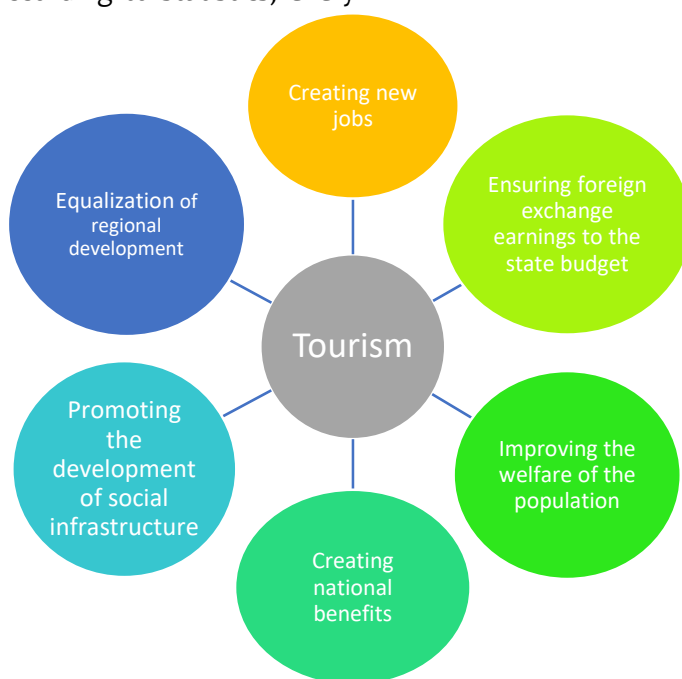 Creating new
jobs
Ensuring foreign
exchange
earnings to the
state budget
Equalization of
regional
development
Tourism
Promoting
the
development
of social
infrastructure
Improving the
welfare of the
population
Creating
national
benefits